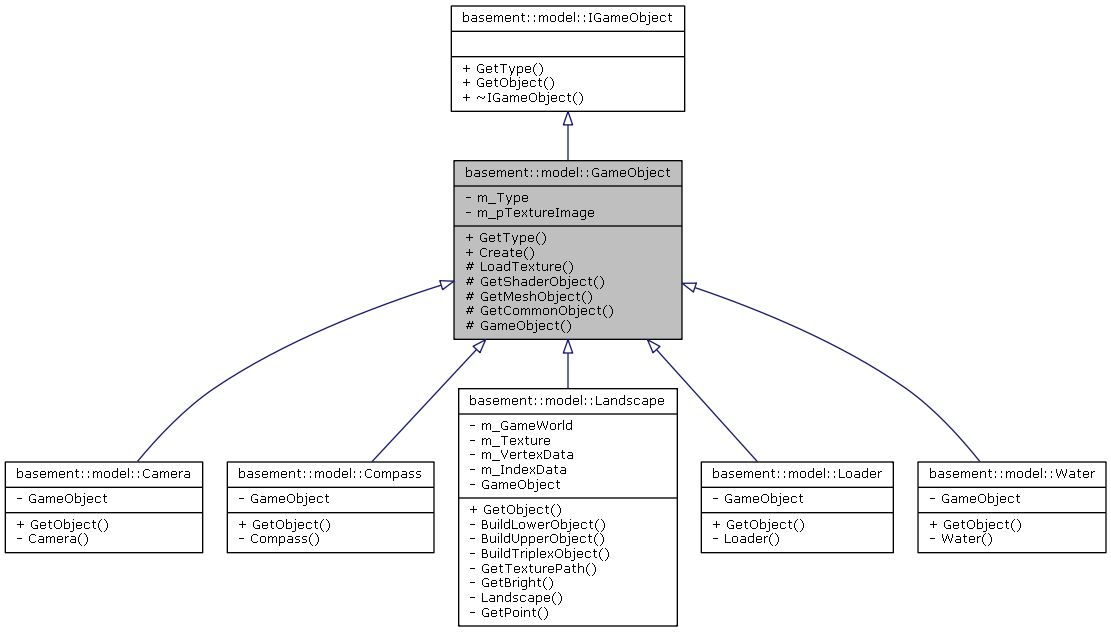 basement::model::IGameObject
+ GetType()
+ GetObject()
+ ~IGameObject()
basement::model::GameObject
- m_Type
- m_pTextureImage
+ GetType()
+ Create()
# LoadTexture()
# GetShaderObject()
# GetMeshObject()
# GetCommonObject()
# GameObject()
basement::model::Camera
- GameObject
+ GetObject()
- Camera()
basement::model::Compass
- GameObject
+ GetObject()
- Compass()
basement::model::Landscape
- m_GameWorld
- m_Texture
- m_VertexData
- m_IndexData
- GameObject
+ GetObject()
- BuildLowerObject()
- BuildUpperObject()
- BuildTriplexObject()
- GetTexturePath()
- GetBright()
- Landscape()
- GetPoint()
basement::model::Loader
- GameObject
+ GetObject()
- Loader()
basement::model::Water
- GameObject
+ GetObject()
- Water()